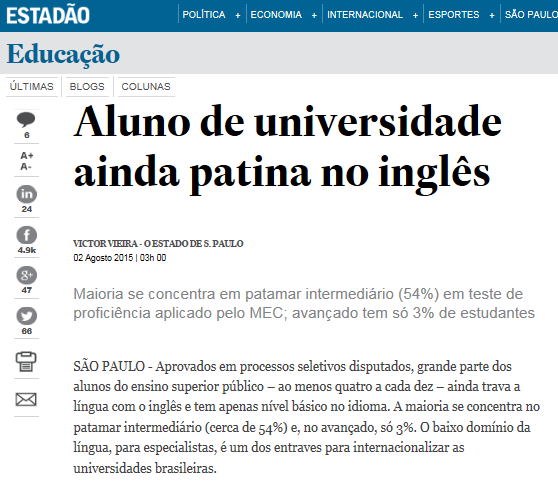 ESTADÃO
POLÍTICA + ECONOMIA + INTERNACIONAL + ESPORTES + SÃO PAULO
Educação
ÚLTIMAS BLOGS COLUNAS
6
A+
A-
24
4.9k
47
66
Aluno de universidade
ainda patina no inglês
VICTOR VIEIRA - O ESTADO DE S. PAULO
02 Agosto 2015 | 03h 00
Maioria se concentra em patamar intermediário (54%) em teste de
proficiência aplicado pelo MEC; avançado tem só 3% de estudantes
SÃO PAULO - Aprovados em processos seletivos disputados, grande parte dos
alunos do ensino superior público – ao menos quatro a cada dez – ainda trava a
língua com o inglês e tem apenas nível básico no idioma. A maioria se concentra no
patamar intermediário (cerca de 54%) e, no avançado, só 3%. O baixo domínio da
língua, para especialistas, é um dos entraves para internacionalizar as
universidades brasileiras.